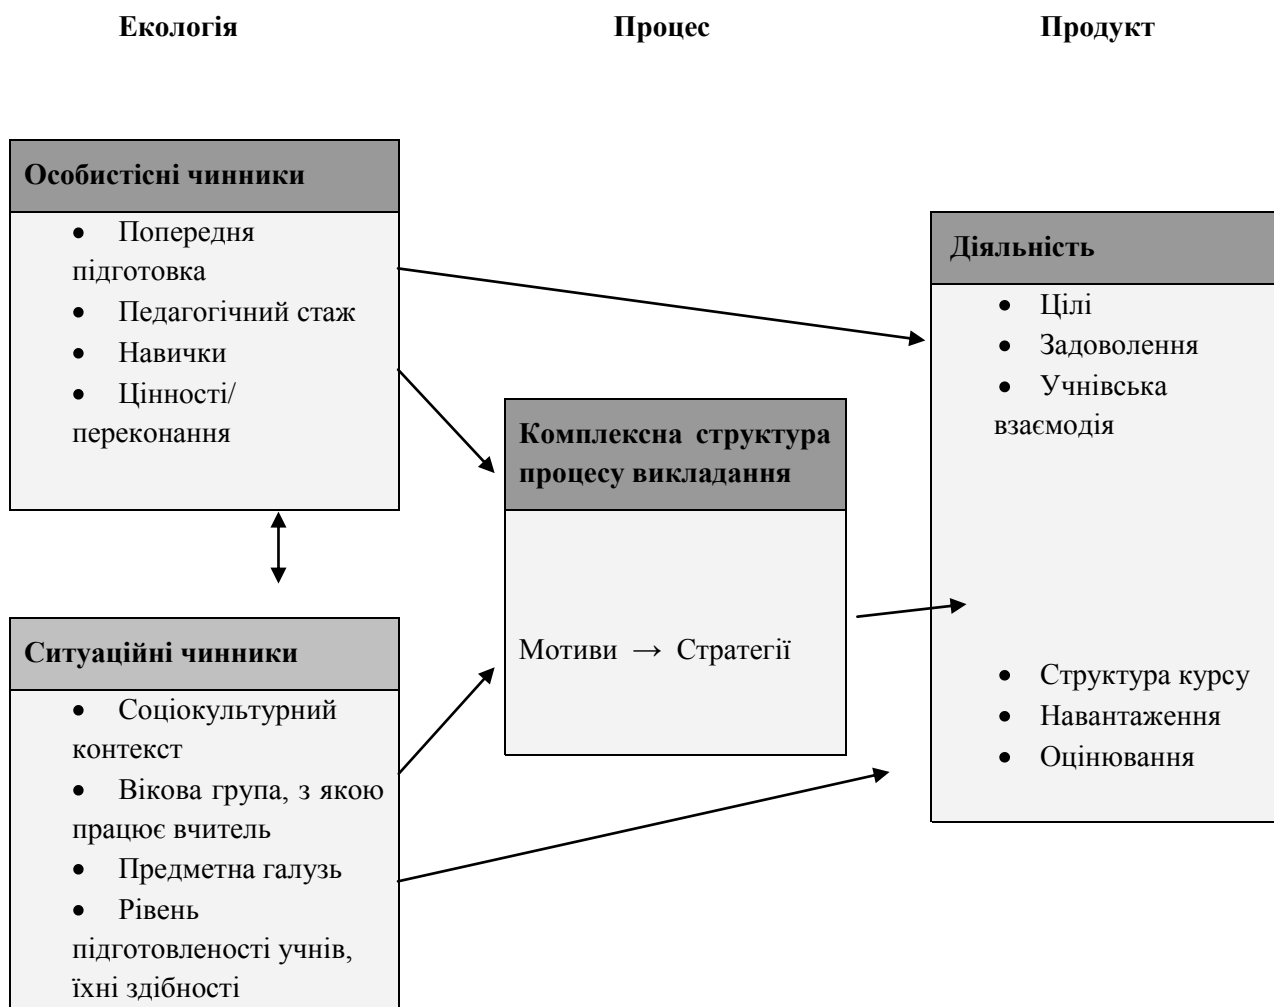 Екологія
Процес
Продукт
Особистісні чинники
• Попередня
підготовка
• Педагогічний стаж
• Навички
• Цінності/
переконання
Ситуаційні чинники
• Соціокультурний
контекст
• Вікова група, з якою
працює вчитель
• Предметна галузь
• Рівень
підготовленості учнів,
їхні здібності
Комплексна структура
процесу викладання
Мотиви → Стратегії
Діяльність
• Цілі
• Задоволення
• Учнівська
взаємодія
• Структура курсу
• Навантаження
• Оцінювання